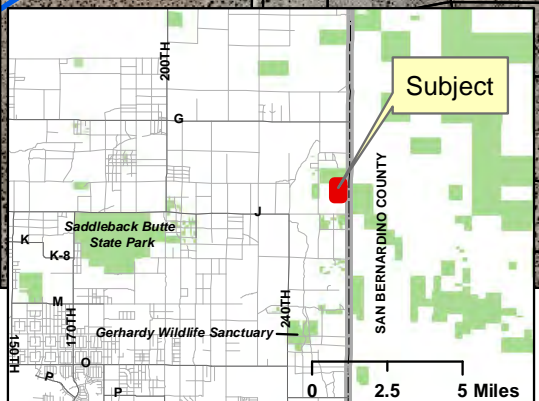 200TH
Subject
G
J
Saddleback Butte
State Park
K
K-8
SAN BERNARDINO COUNTY
M
170TH
240TH
Gerhardy Wildlife Sanctuary
150TH
O
P
P
0 2.5 5 Miles